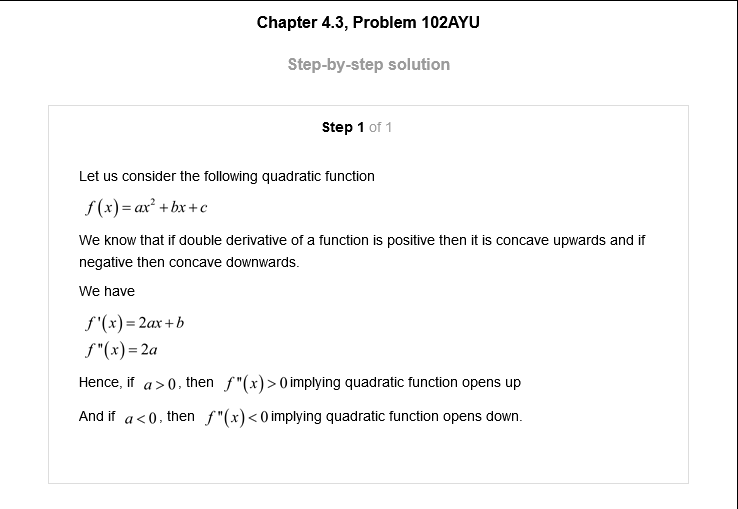 Chapter 4.3, Problem 102AYU
Step-by-step solution
Step 1 of 1
Let us consider the following quadratic function
f(x) = ax² + bx + c
We know that if double derivative of a function is positive then it is concave upwards and if
negative then concave downwards.
We have
f'(x) = 2ax + b
f"(x) = 2a
Hence, if a > 0, then f"(x) > 0 implying quadratic function opens up
And if a < 0, then f"(x) < 0 implying quadratic function opens down.